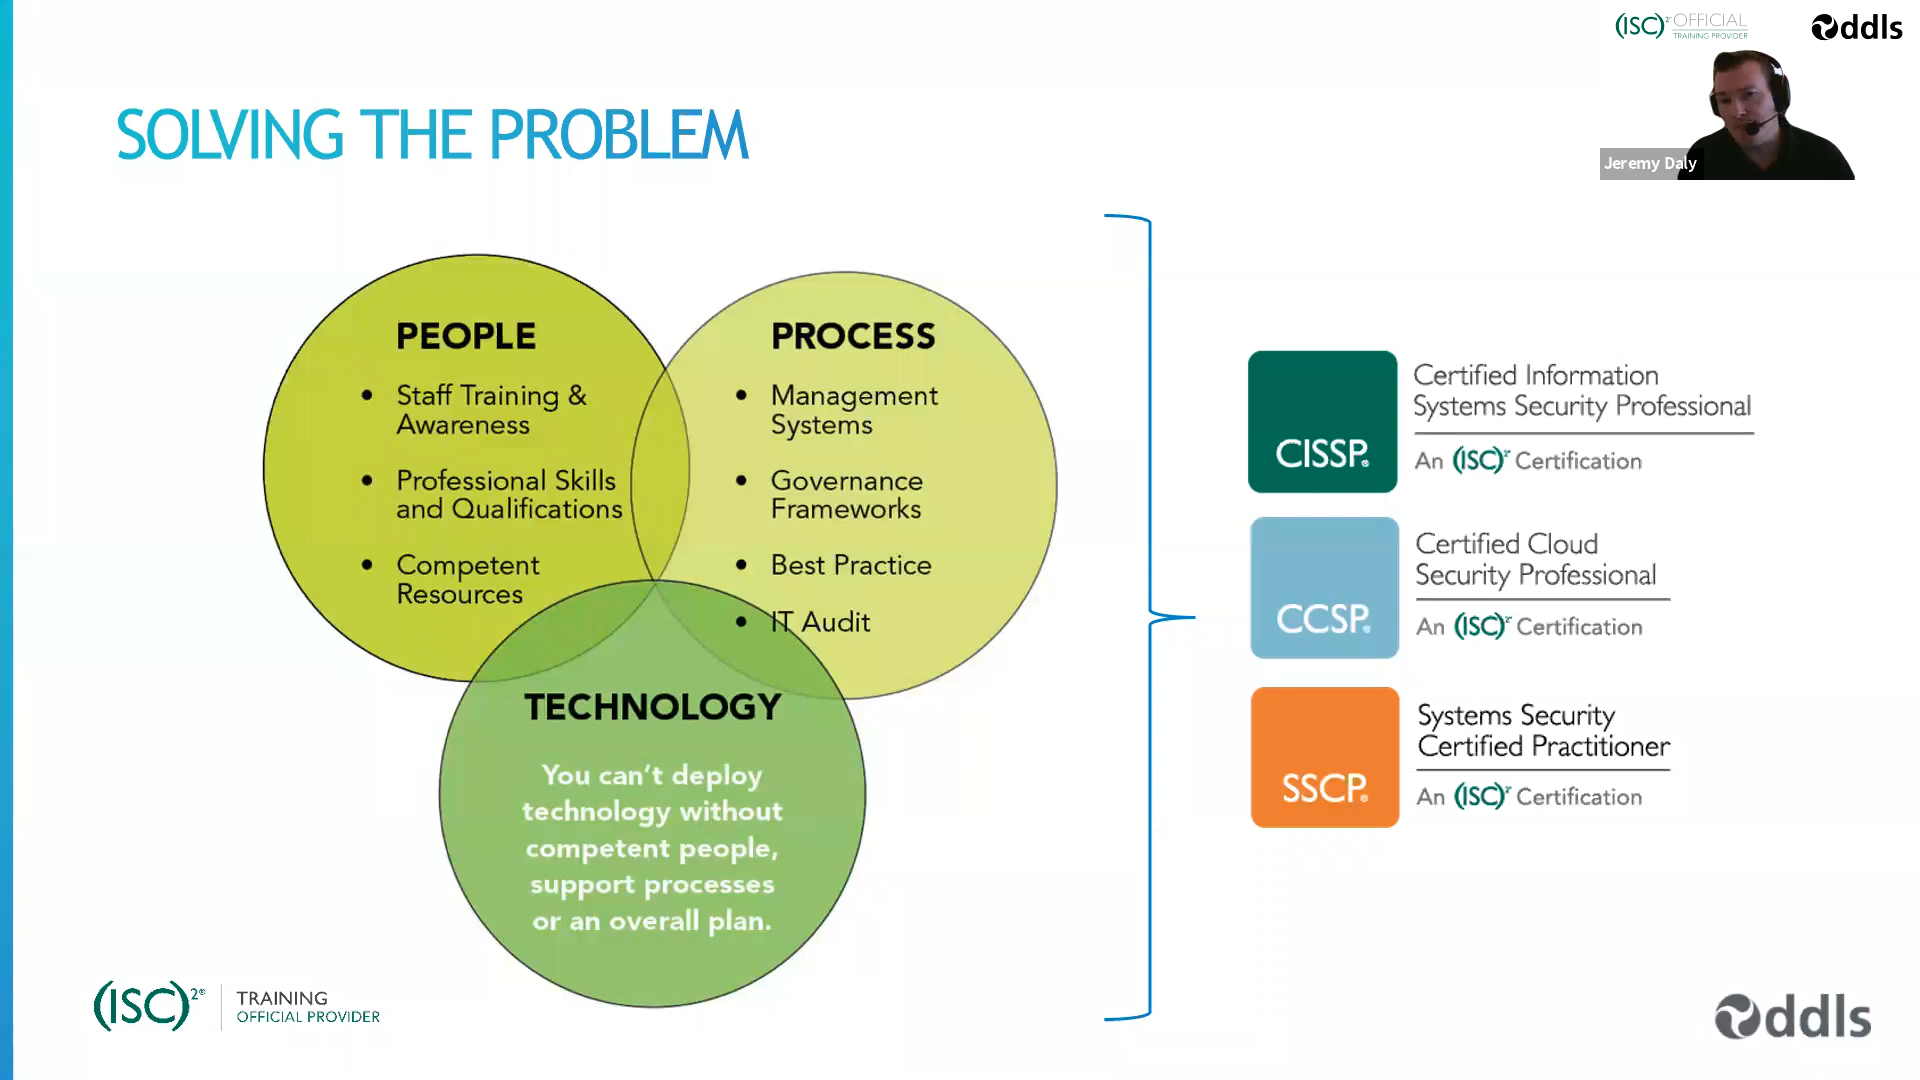 (ISC)²
OFFICIAL
TRAINING PROVIDER
ddls
Jeremy Daly
SOLVING THE PROBLEM
PEOPLE
• Staff Training &
Awareness
• Professional Skills
and Qualifications
• Competent
Resources
PROCESS
• Management
Systems
• Governance
Frameworks
• Best Practice
• IT Audit
TECHNOLOGY
You can't deploy
technology without
competent people,
support processes
or an overall plan.
CISSP®
Certified Information
Systems Security Professional
An (ISC)² Certification
CCSP®
Certified Cloud
Security Professional
An (ISC)² Certification
SSCP®
Systems Security
Certified Practitioner
An (ISC)² Certification
(ISC)²®
TRAINING
OFFICIAL PROVIDER
ddls